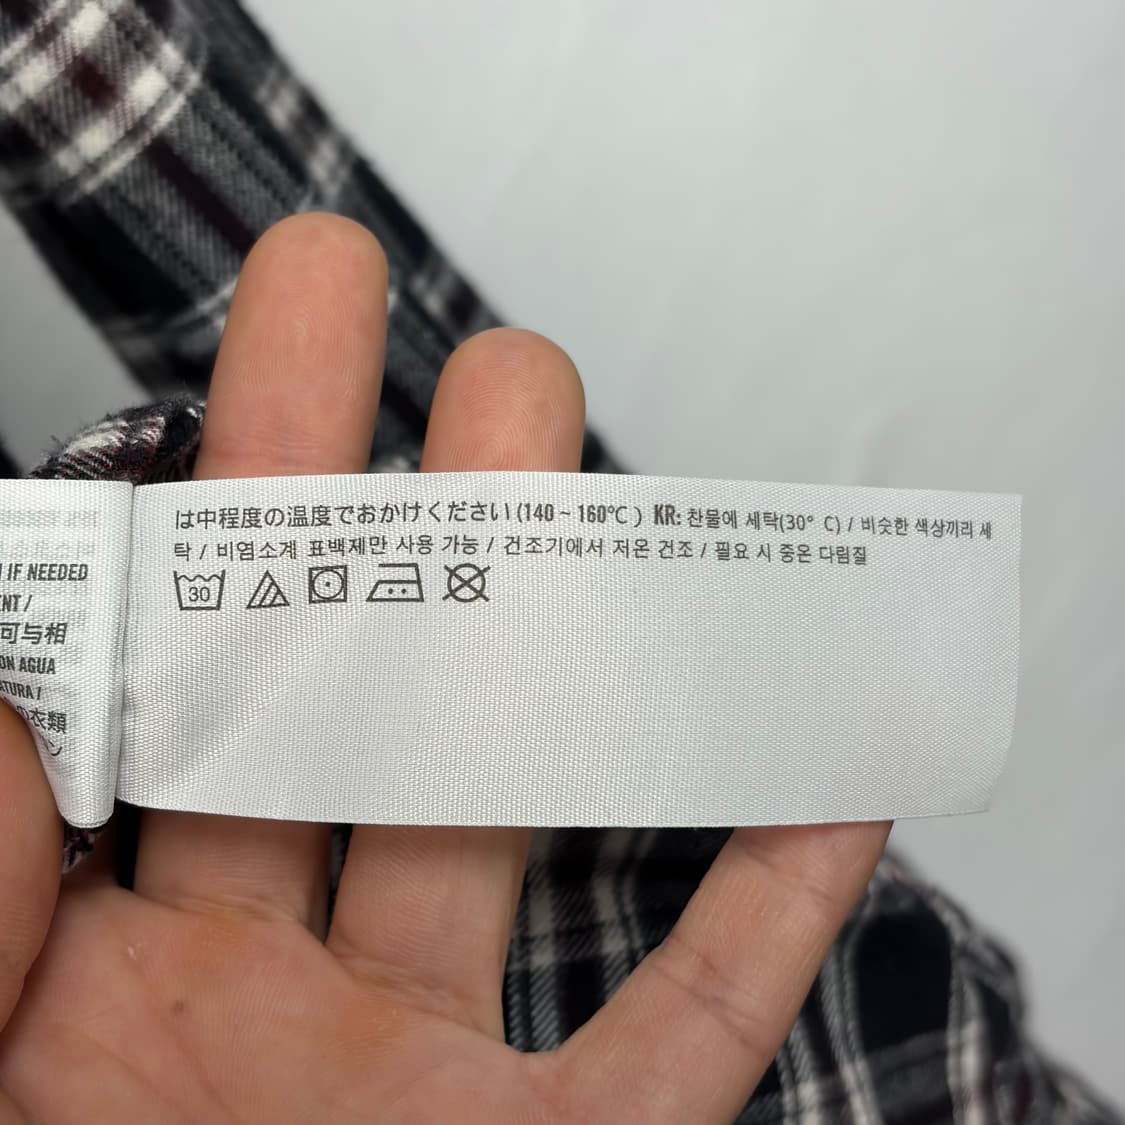 は中程度の温度でおかけください(140 ~ 160℃ ) KR: 찬물에 세탁(30° C) / 비슷한 색상끼리 세
탁 / 비염소계 표백제만 사용 가능 / 건조기에서 저온 건조 / 필요 시 중온 다림질
30
IF NEEDED
ENT /
可与相
ON AGUA
ATURA /
の衣類
ン